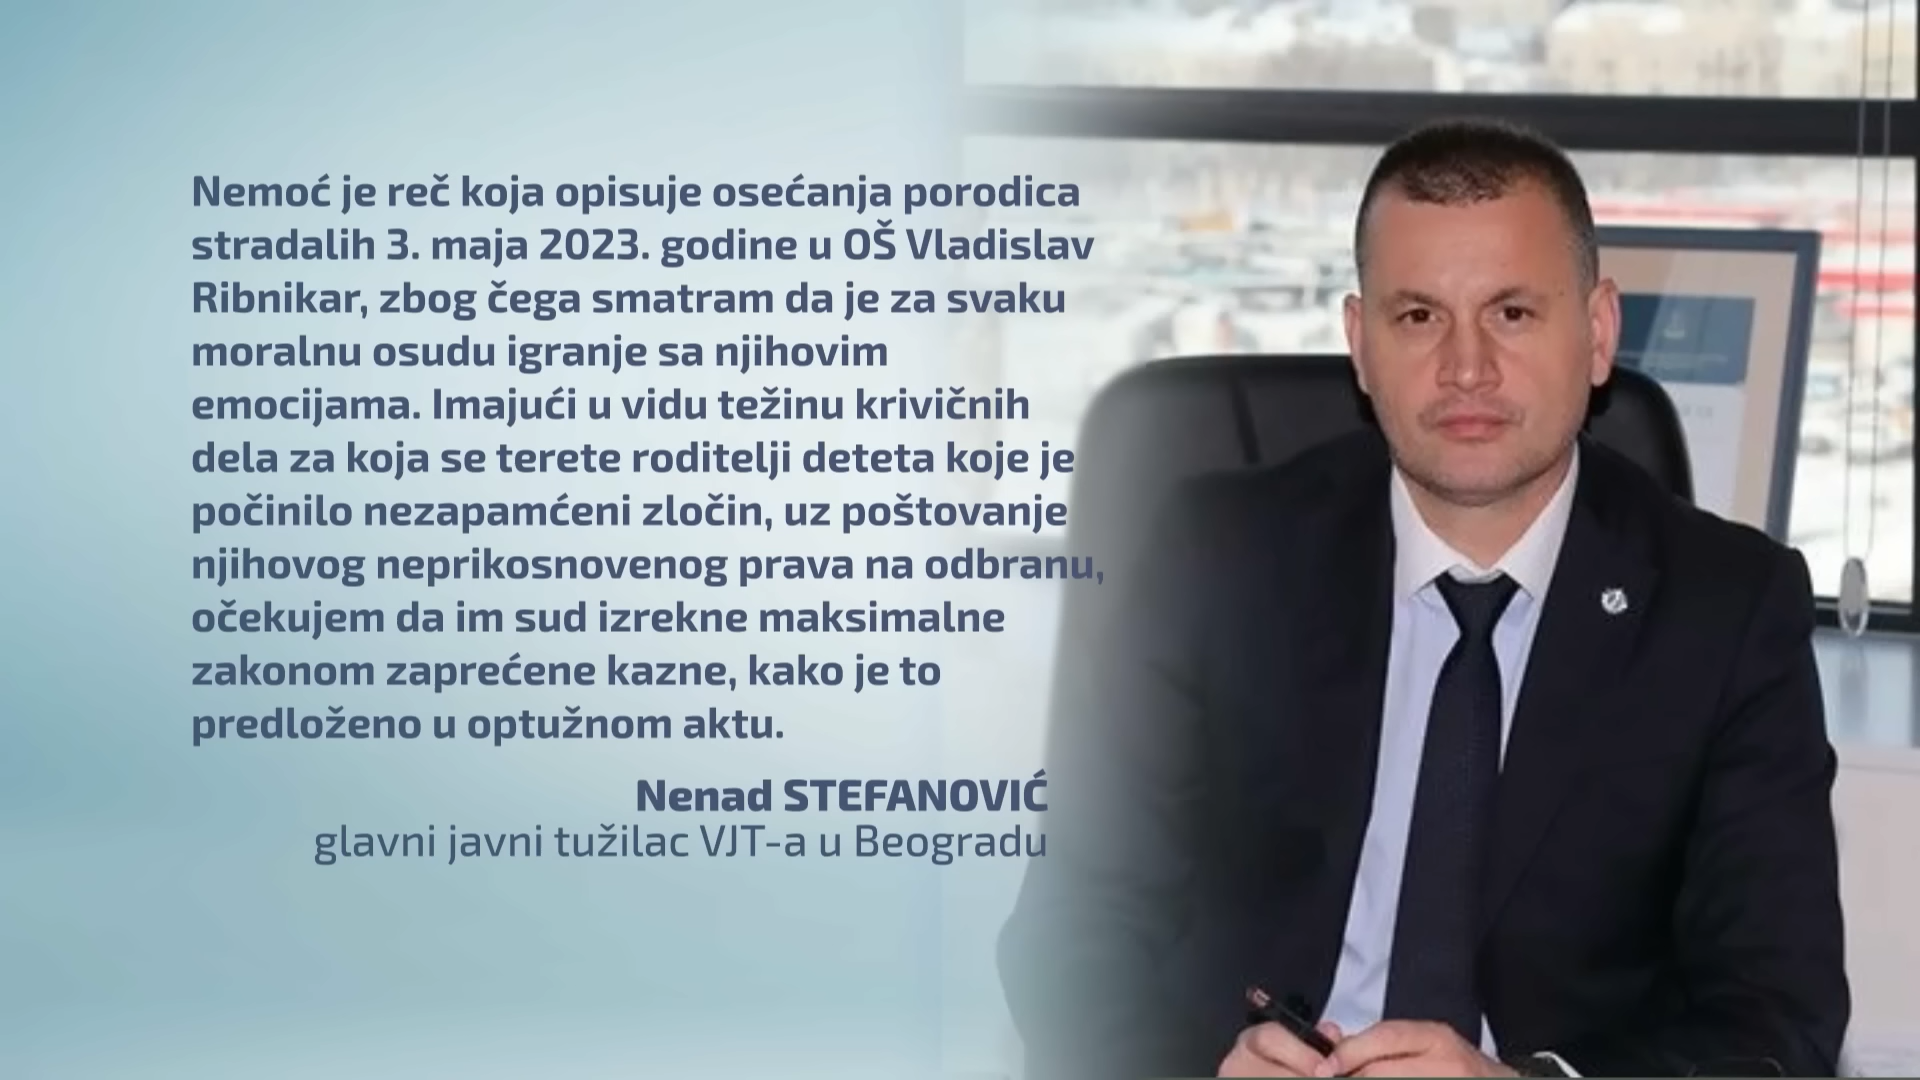 Nemoć je reč koja opisuje osećanja porodica
stradalih 3. maja 2023. godine u OŠ Vladislav
Ribnikar, zbog čega smatram da je za svaku
moralnu osudu igranje sa njihovim
emocijama. Imajući u vidu težinu krivičnih
dela za koja se terete roditelji deteta koje je
počinilo nezapamćeni zločin, uz poštovanje
njihovog neprikosnovenog prava na odbranu,
očekujem da im sud izrekne maksimalne
zakonom zaprećene kazne, kako je to
predloženo u optužnom aktu.
Nenad STEFANOVIĆ
glavni javni tužilac VJT-a u Beogradu